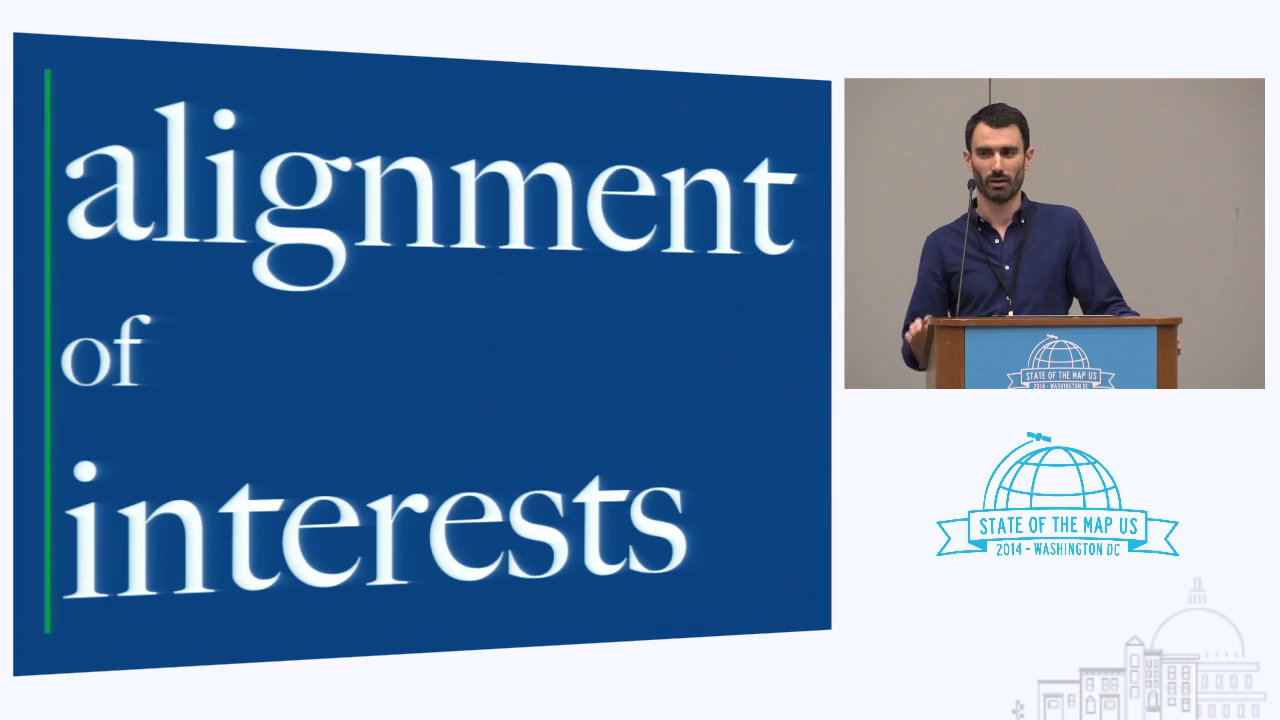 alignment
of
interests
STATE OF THE MAP US
2014 - WASHINGTON DC
STATE OF THE MAP US
2014 - WASHINGTON DC